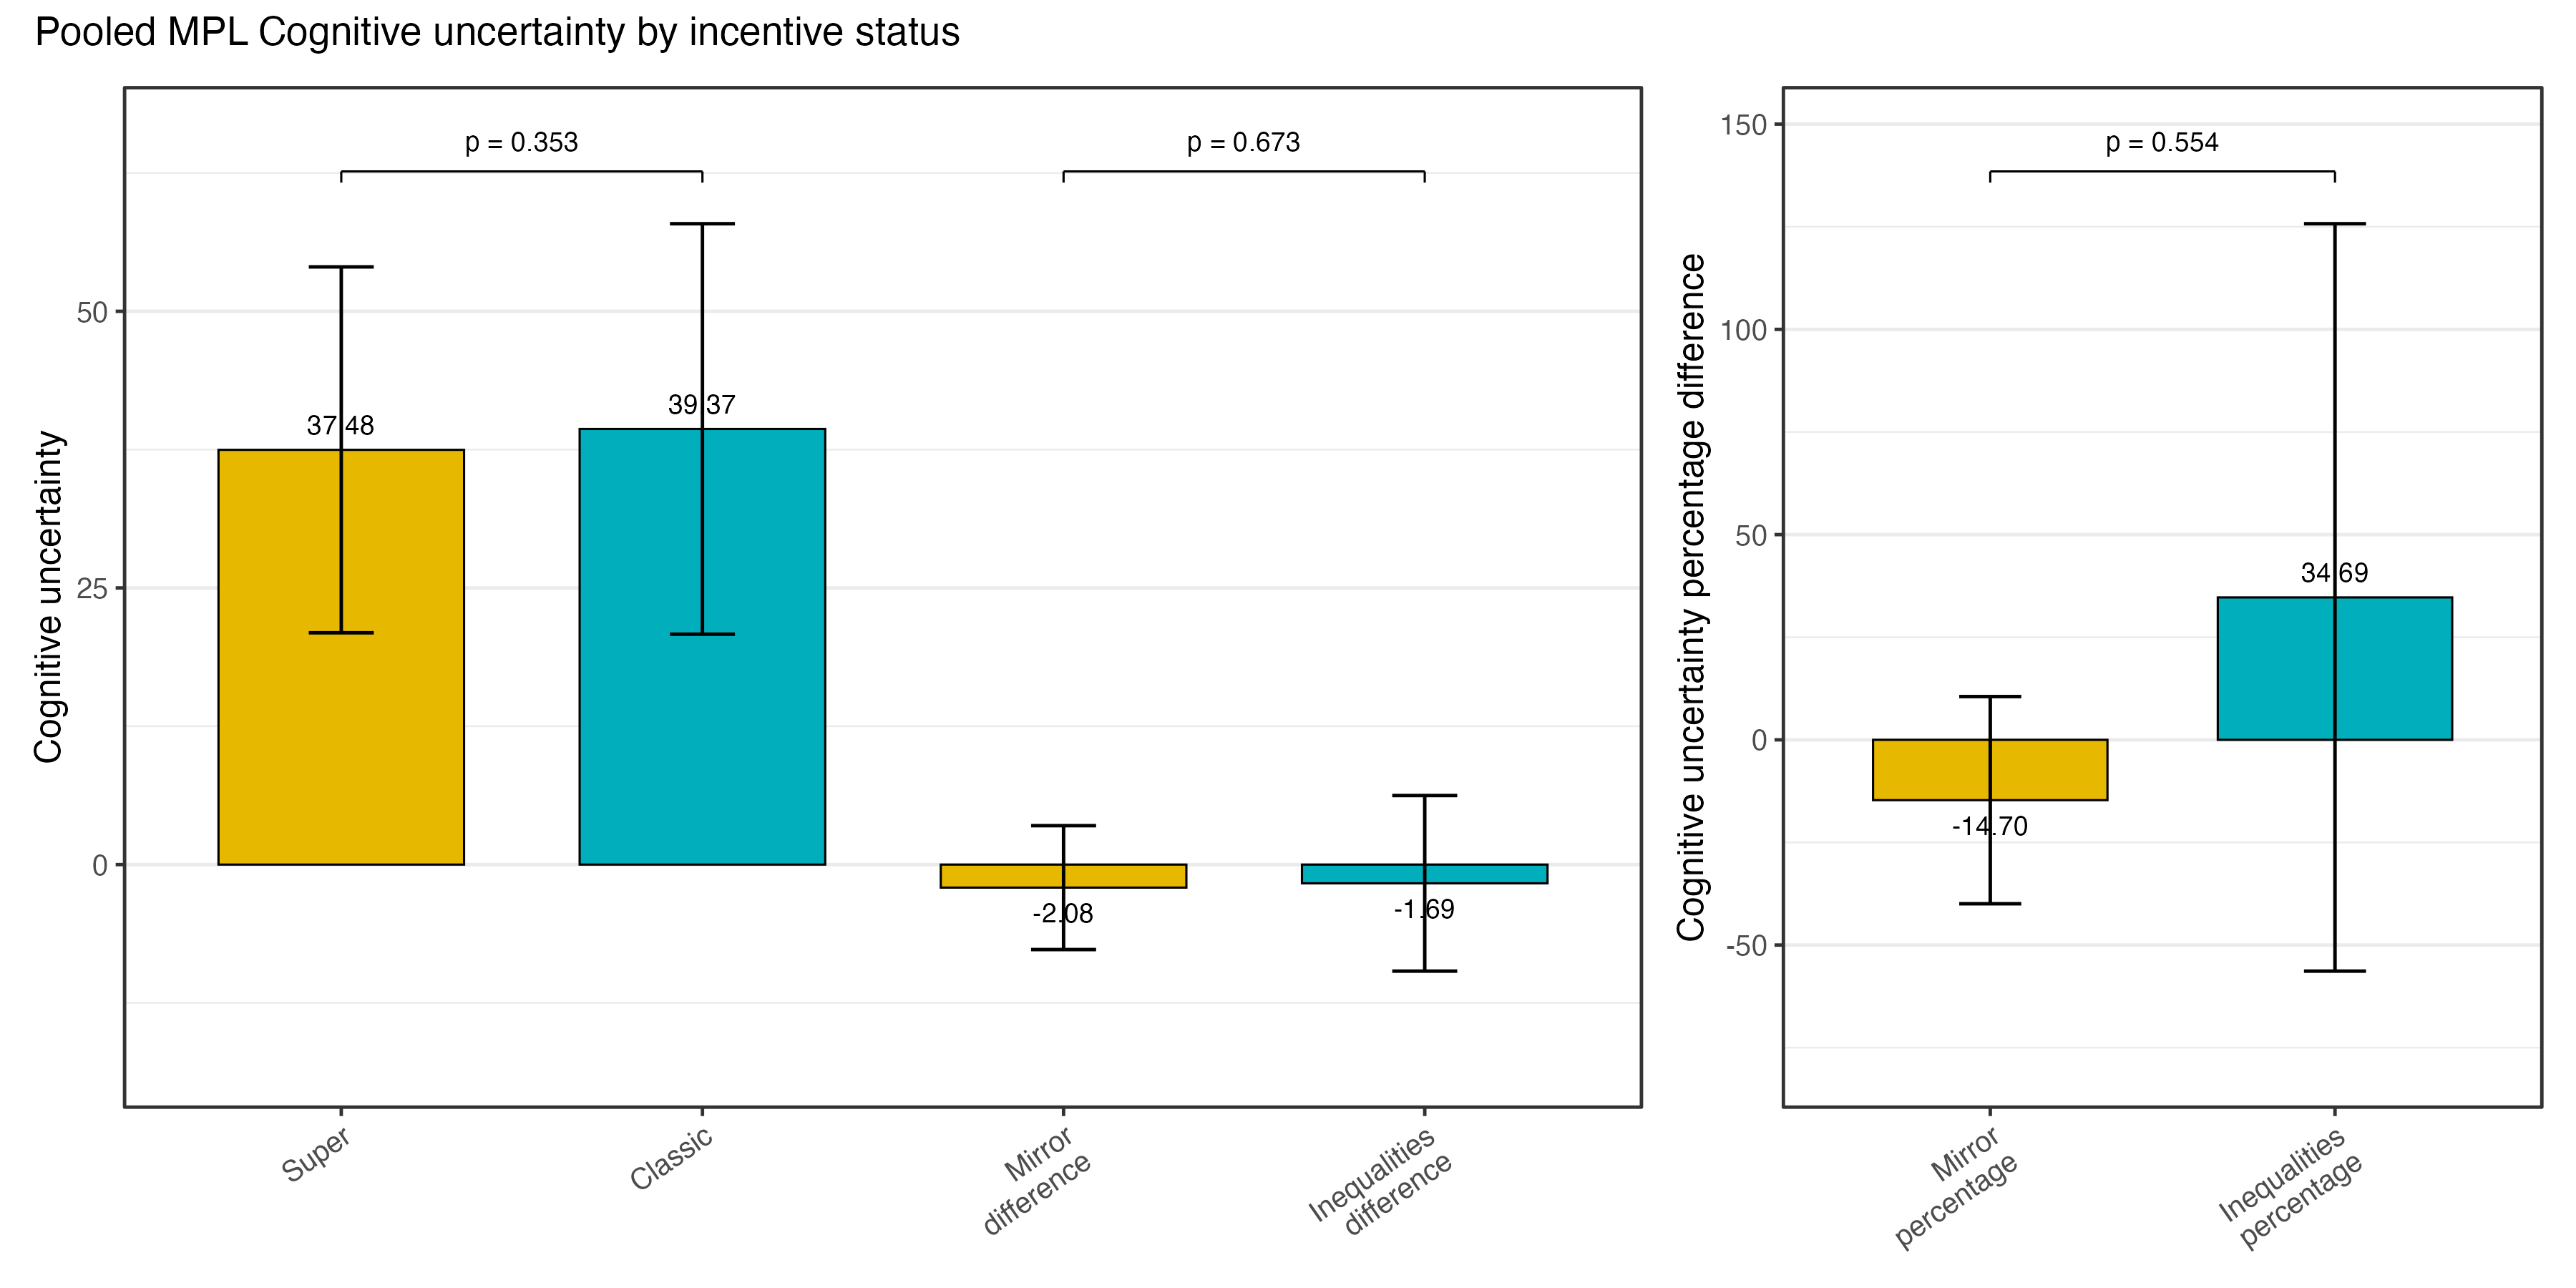 Pooled MPL Cognitive uncertainty by incentive status
Cognitive uncertainty
50
25
0
p = 0.353
p = 0.673
37.48
39.37
-2.08
-1.69
Super
Classic
Mirror
difference
Inequalities
difference
Cognitive uncertainty percentage difference
150
100
50
0
-50
p = 0.554
-14.70
34.69
Mirror
percentage
Inequalities
percentage